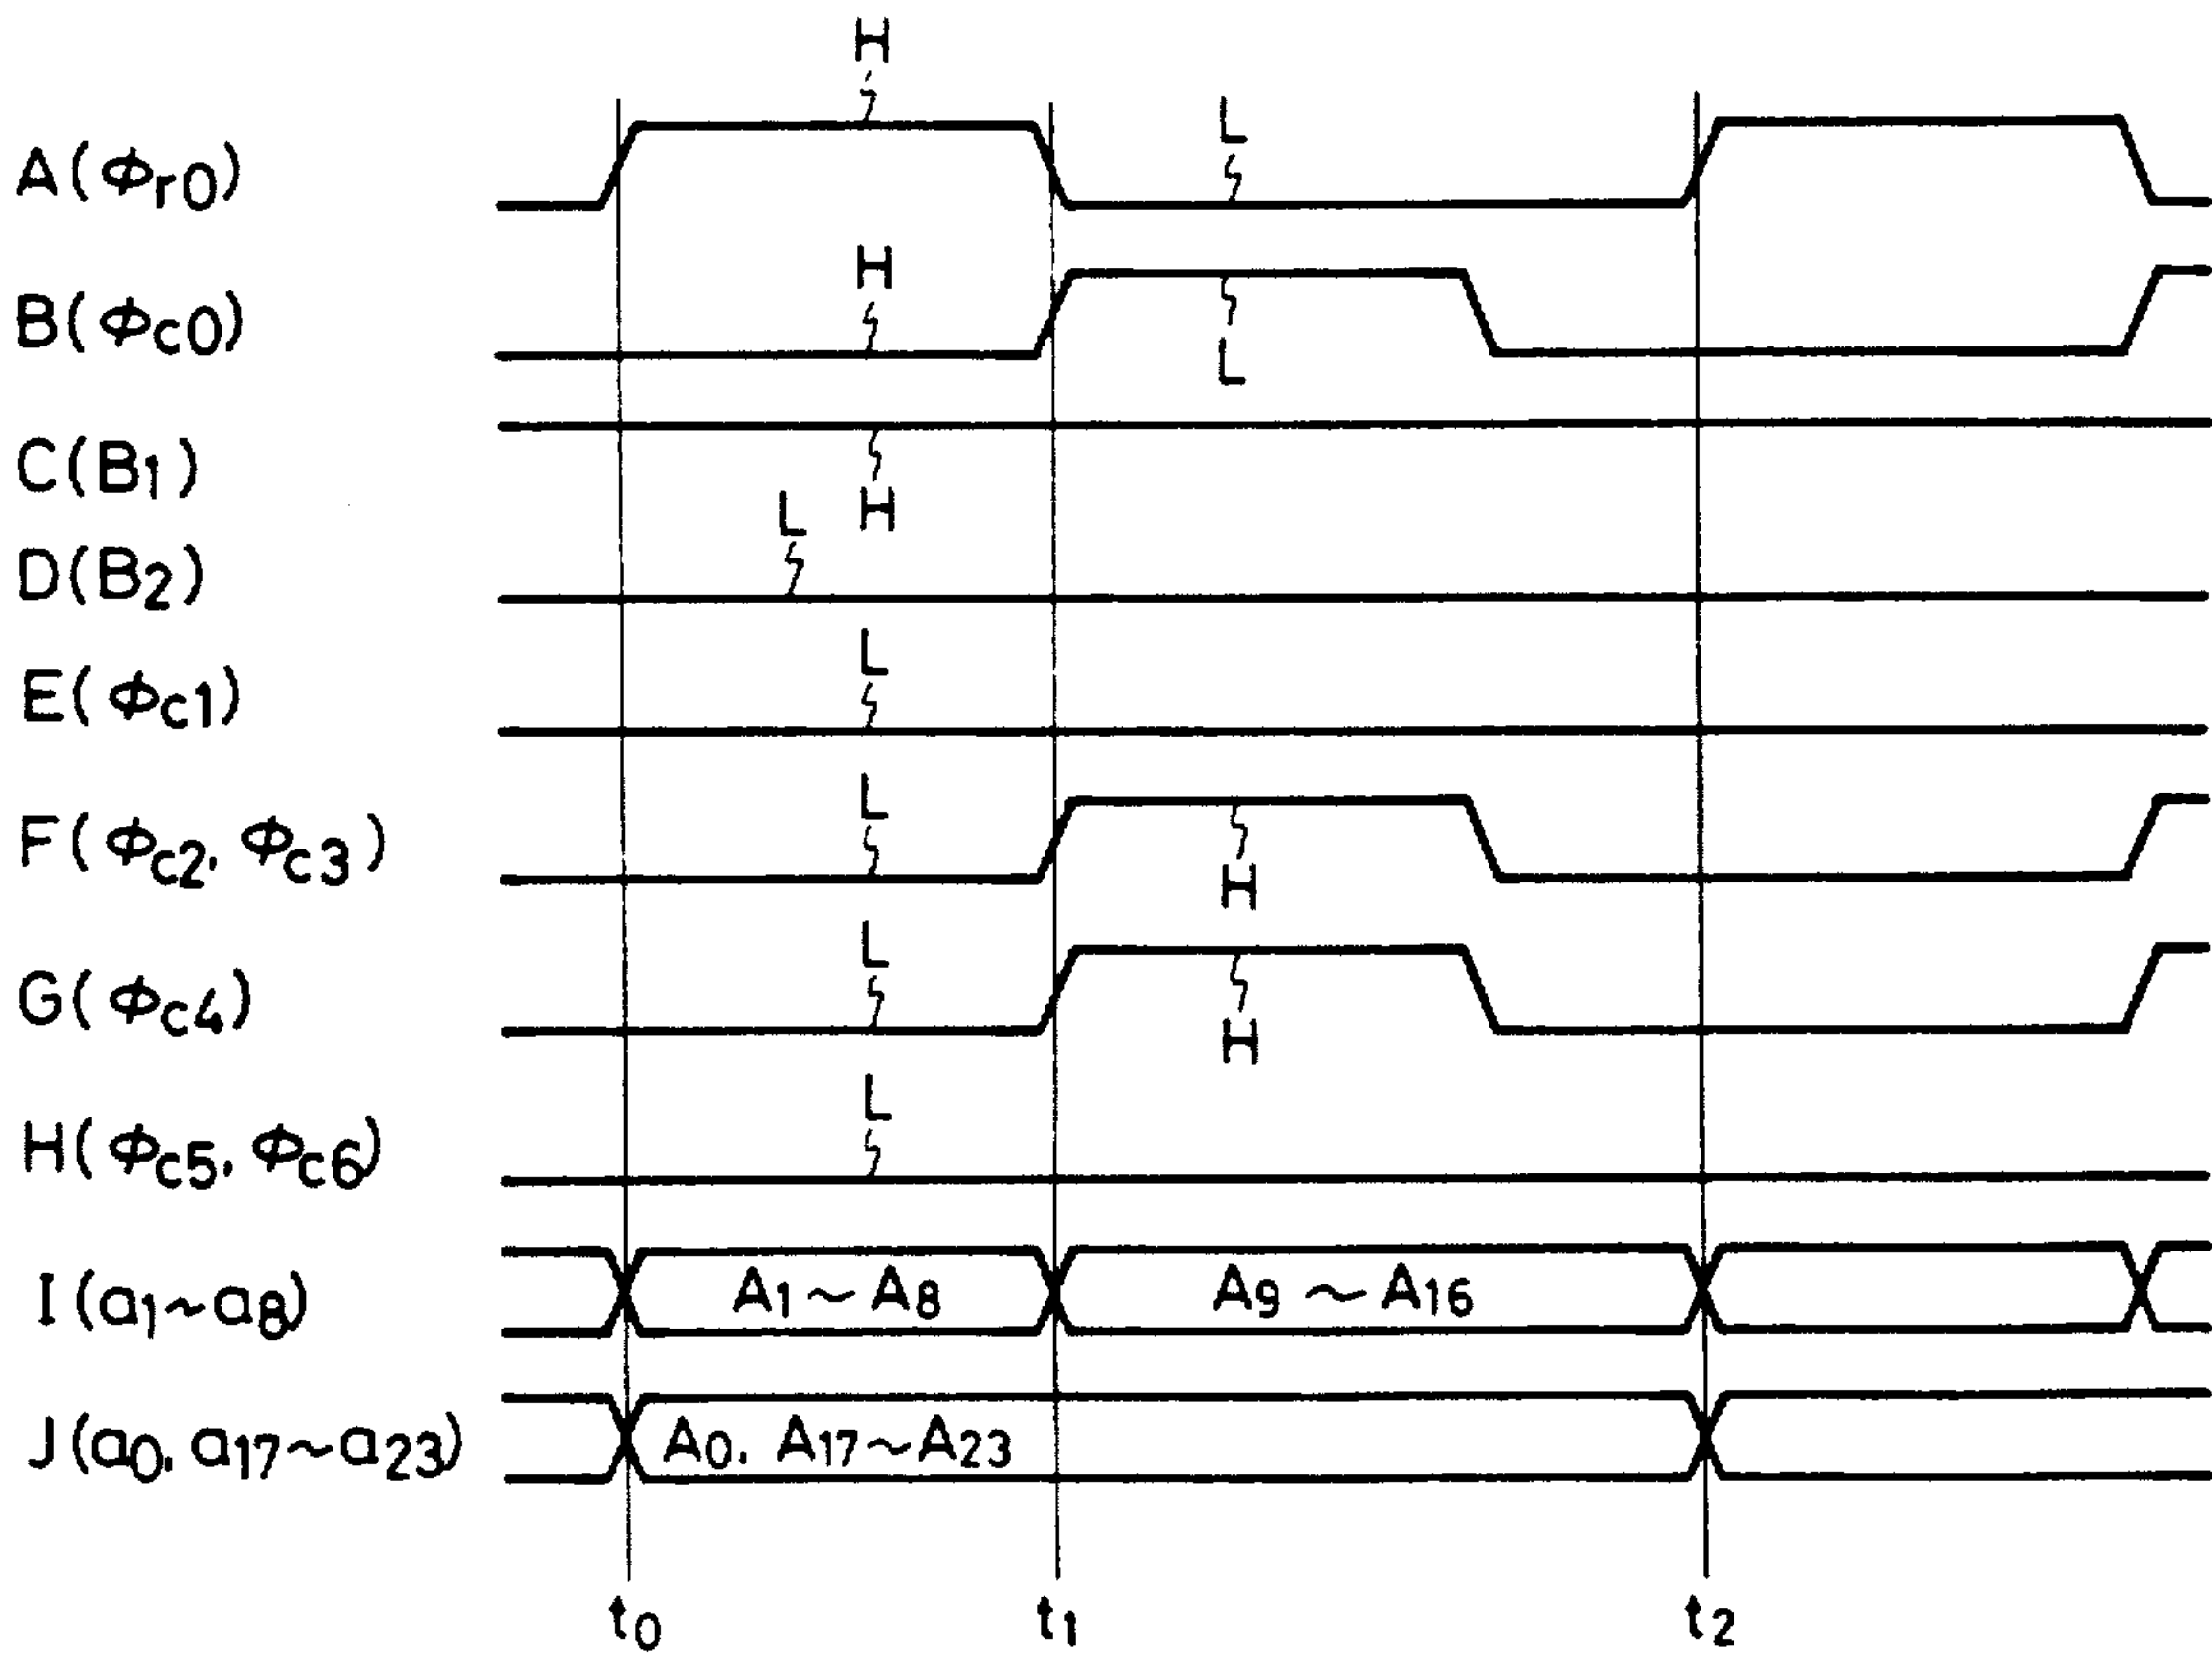 H
A(Φr0) L
H
B(Φc0)
L
C(B1)
L H
D(B2)
L
E(Φc1)
L
F(Φc2, Φc3)
H
L
G(Φc4)
H
L
H(Φc5, Φc6)
I(a1~a8) A1~A8 A9~A16
J(a0, a17~a23) A0, A17~A23
t0 t1 t2